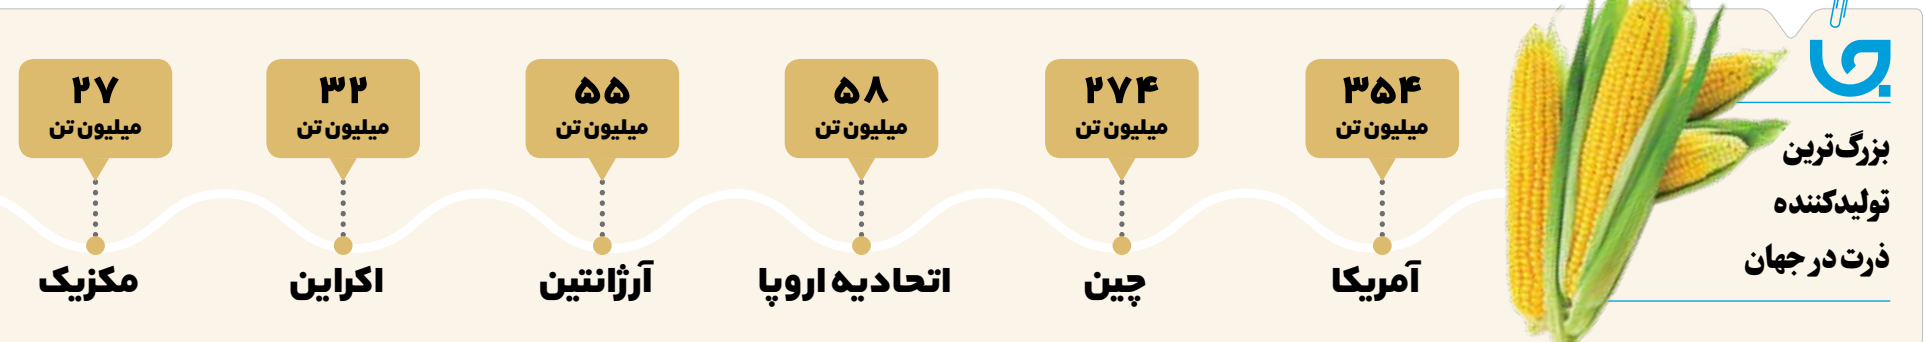 بزرگ‌ترین
تولیدکننده
ذرت در جهان
۳۵۴
میلیون تن
آمریکا
۲۷۴
میلیون تن
چین
۵۸
میلیون تن
اتحادیه اروپا
۵۵
میلیون تن
آرژانتین
۳۲
میلیون تن
اکراین
۲۷
میلیون تن
مکزیک